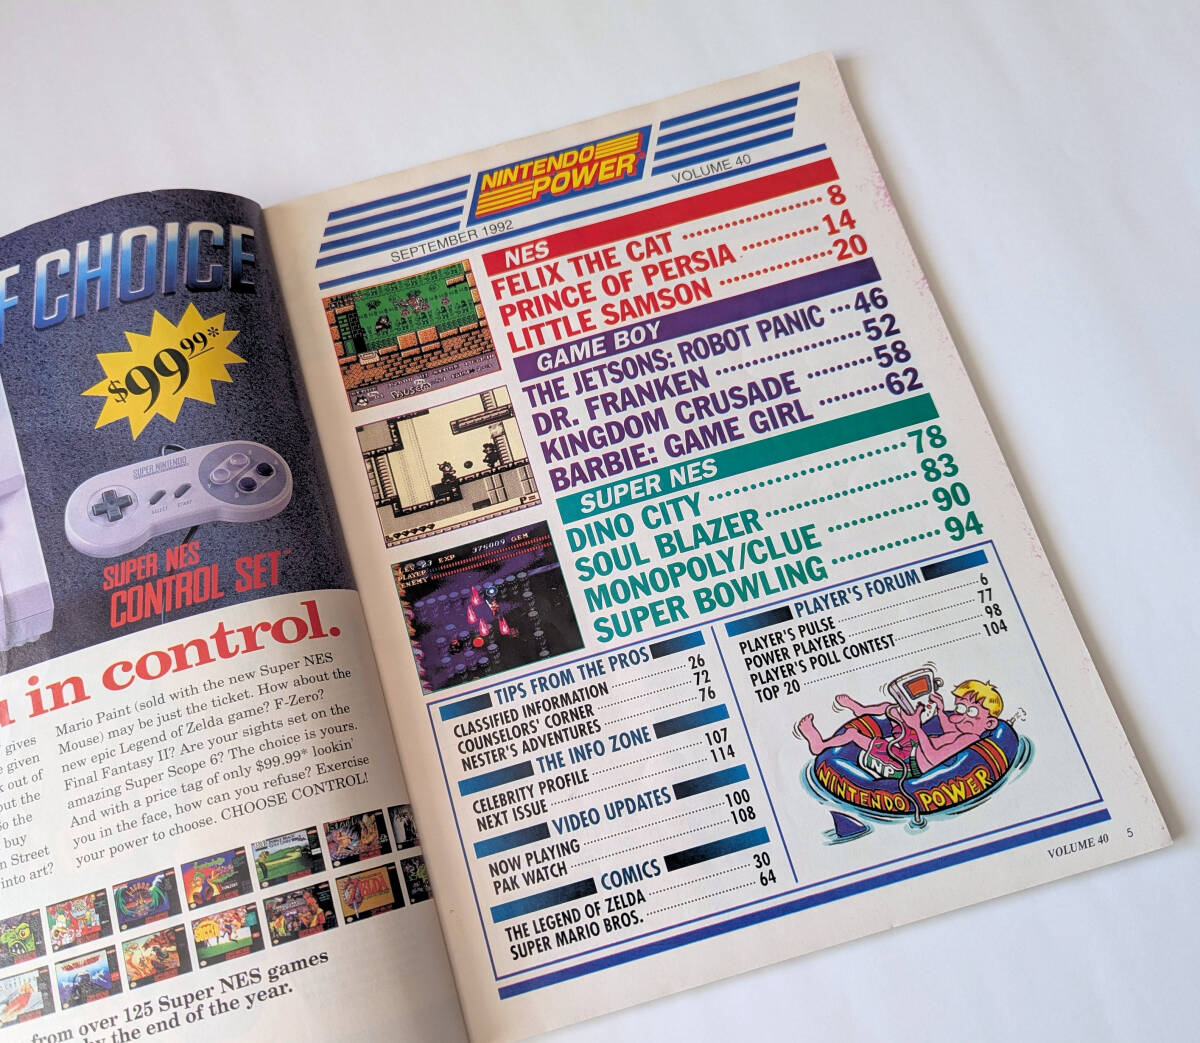 F CHOICE
$99.99*
SUPER NINTENDO
SELECT START
SUPER NES
CONTROL SET™
in control.
Mario Paint (sold with the new Super NES
Mouse) may be just the ticket. How about the
new epic Legend of Zelda game? F-Zero?
Final Fantasy II? Are your sights set on the
amazing Super Scope 6? The choice is yours.
And with a price tag of only $99.99* lookin'
you in the face, how can you refuse? Exercise
your power to choose. CHOOSE CONTROL!
gives
given
out of
out the
so the
buy
n Street
into art?
from over 125 Super NES games
by the end of the year.
NINTENDO
POWER
SEPTEMBER 1992
VOLUME 40
NES
FELIX THE CAT 8
PRINCE OF PERSIA 14
LITTLE SAMSON 20
GAME BOY
THE JETSONS: ROBOT PANIC 46
DR. FRANKEN 52
KINGDOM CRUSADE 58
BARBIE: GAME GIRL 62
SUPER NES
DINO CITY 78
SOUL BLAZER 83
MONOPOLY/CLUE 90
SUPER BOWLING 94
LEV 23 EXP 375009 GEM
PLAYER
ENEMY
TIPS FROM THE PROS
CLASSIFIED INFORMATION 26
COUNSELORS' CORNER 72
NESTER'S ADVENTURES 76
THE INFO ZONE
CELEBRITY PROFILE 107
NEXT ISSUE 114
VIDEO UPDATES
NOW PLAYING 100
PAK WATCH 108
COMICS
THE LEGEND OF ZELDA 30
SUPER MARIO BROS. 64
PLAYER'S FORUM
PLAYER'S PULSE 6
POWER PLAYERS 77
PLAYER'S POLL CONTEST 98
TOP 20 104
NP
NINTENDO POWER
VOLUME 40 5